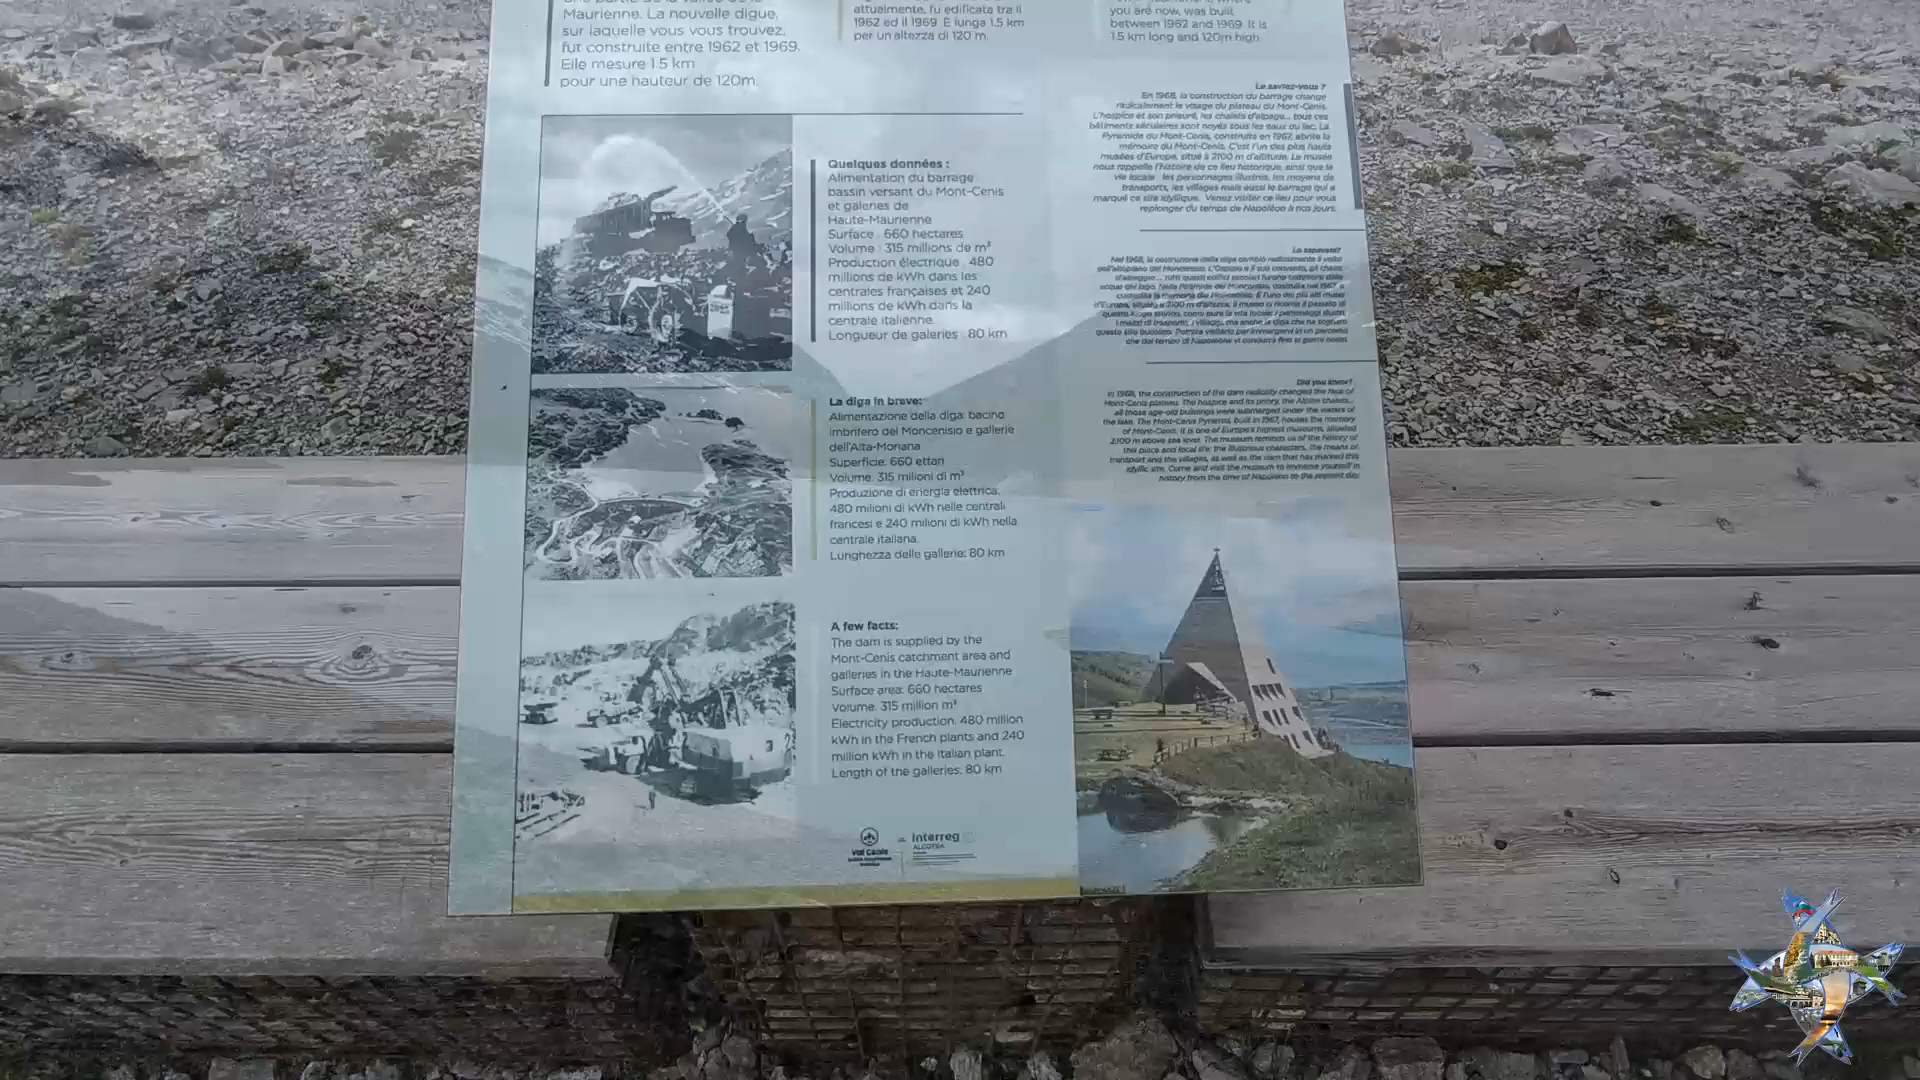 Maurienne. La nouvelle digue,
sur laquelle vous vous trouvez,
fut construite entre 1962 et 1969.
Elle mesure 1.5 km
pour une hauteur de 120m.
attualmente, fu edificata tra il
1962 ed il 1969. È lunga 1.5 km
per un altezza di 120 m.
you are now, was built
between 1962 and 1969. It is
1.5 km long and 120m high.
Quelques données :
Alimentation du barrage
bassin versant du Mont-Cenis
et galeries de
Haute-Maurienne
Surface : 660 hectares
Volume : 315 millions de m³
Production électrique : 480
millions de kWh dans les
centrales françaises et 240
millions de kWh dans la
centrale italienne.
Longueur de galeries : 80 km
La diga in breve:
Alimentazione della diga: bacino
imbrifero del Moncenisio e gallerie
dell'Alta-Moriana
Superficie: 660 ettari
Volume: 315 milioni di m³
Produzione di energia elettrica:
480 milioni di kWh nelle centrali
francesi e 240 milioni di kWh nella
centrale italiana.
Lunghezza delle gallerie: 80 km
A few facts:
The dam is supplied by the
Mont-Cenis catchment area and
galleries in the Haute-Maurienne
Surface area: 660 hectares
Volume: 315 million m³
Electricity production: 480 million
kWh in the French plants and 240
million kWh in the Italian plant.
Length of the galleries: 80 km
Le saviez-vous ?
En 1968, la construction du barrage change
radicalement le visage du plateau du Mont-Cenis.
L'hospice et son prieuré, les chalets d'alpage... tous ces
bâtiments séculaires sont noyés sous les eaux du lac. La
Pyramide du Mont-Cenis, construite en 1967, abrite la
mémoire du Mont-Cenis. C'est l'un des plus hauts
musées d'Europe, situé à 2100 m d'altitude. Le musée
nous rappelle l'histoire de ce lieu historique, ainsi que la
vie locale : les personnages illustres, les moyens de
transports, les villages mais aussi le barrage qui a
marqué ce site idyllique. Venez visiter ce lieu pour vous
replonger du temps de Napoléon à nos jours.
Lo sapevate?
Nel 1968, la costruzione della diga cambiò radicalmente il volto
Did you know?
In 1968, the construction of the dam radically changed the face of
Mont-Cenis plateau. The hospice and its priory, the Alpine chalets...
all those age-old buildings were submerged under the waters of
the lake. The Mont-Cenis Pyramid, built in 1967, houses the memory
of Mont-Cenis. It is one of Europe's highest museums, situated
2,100 m above sea level. The museum reminds us of the history of
this place and local life: the illustrious characters, the means of
transport and the villages, as well as the dam that has marked this
idyllic site. Come and visit the museum to immerse yourself in
history from the time of Napoleon to the present day.
Val Cenis
Interreg
ALCOTRA